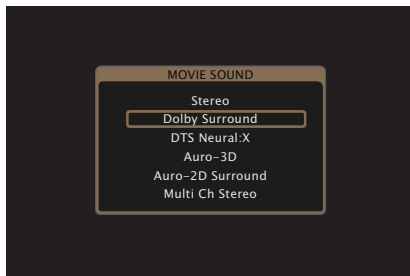 MOVIE SOUND
Stereo
Dolby Surround
DTS Neural:X
Auro-3D
Auro-2D Surround
Multi Ch Stereo